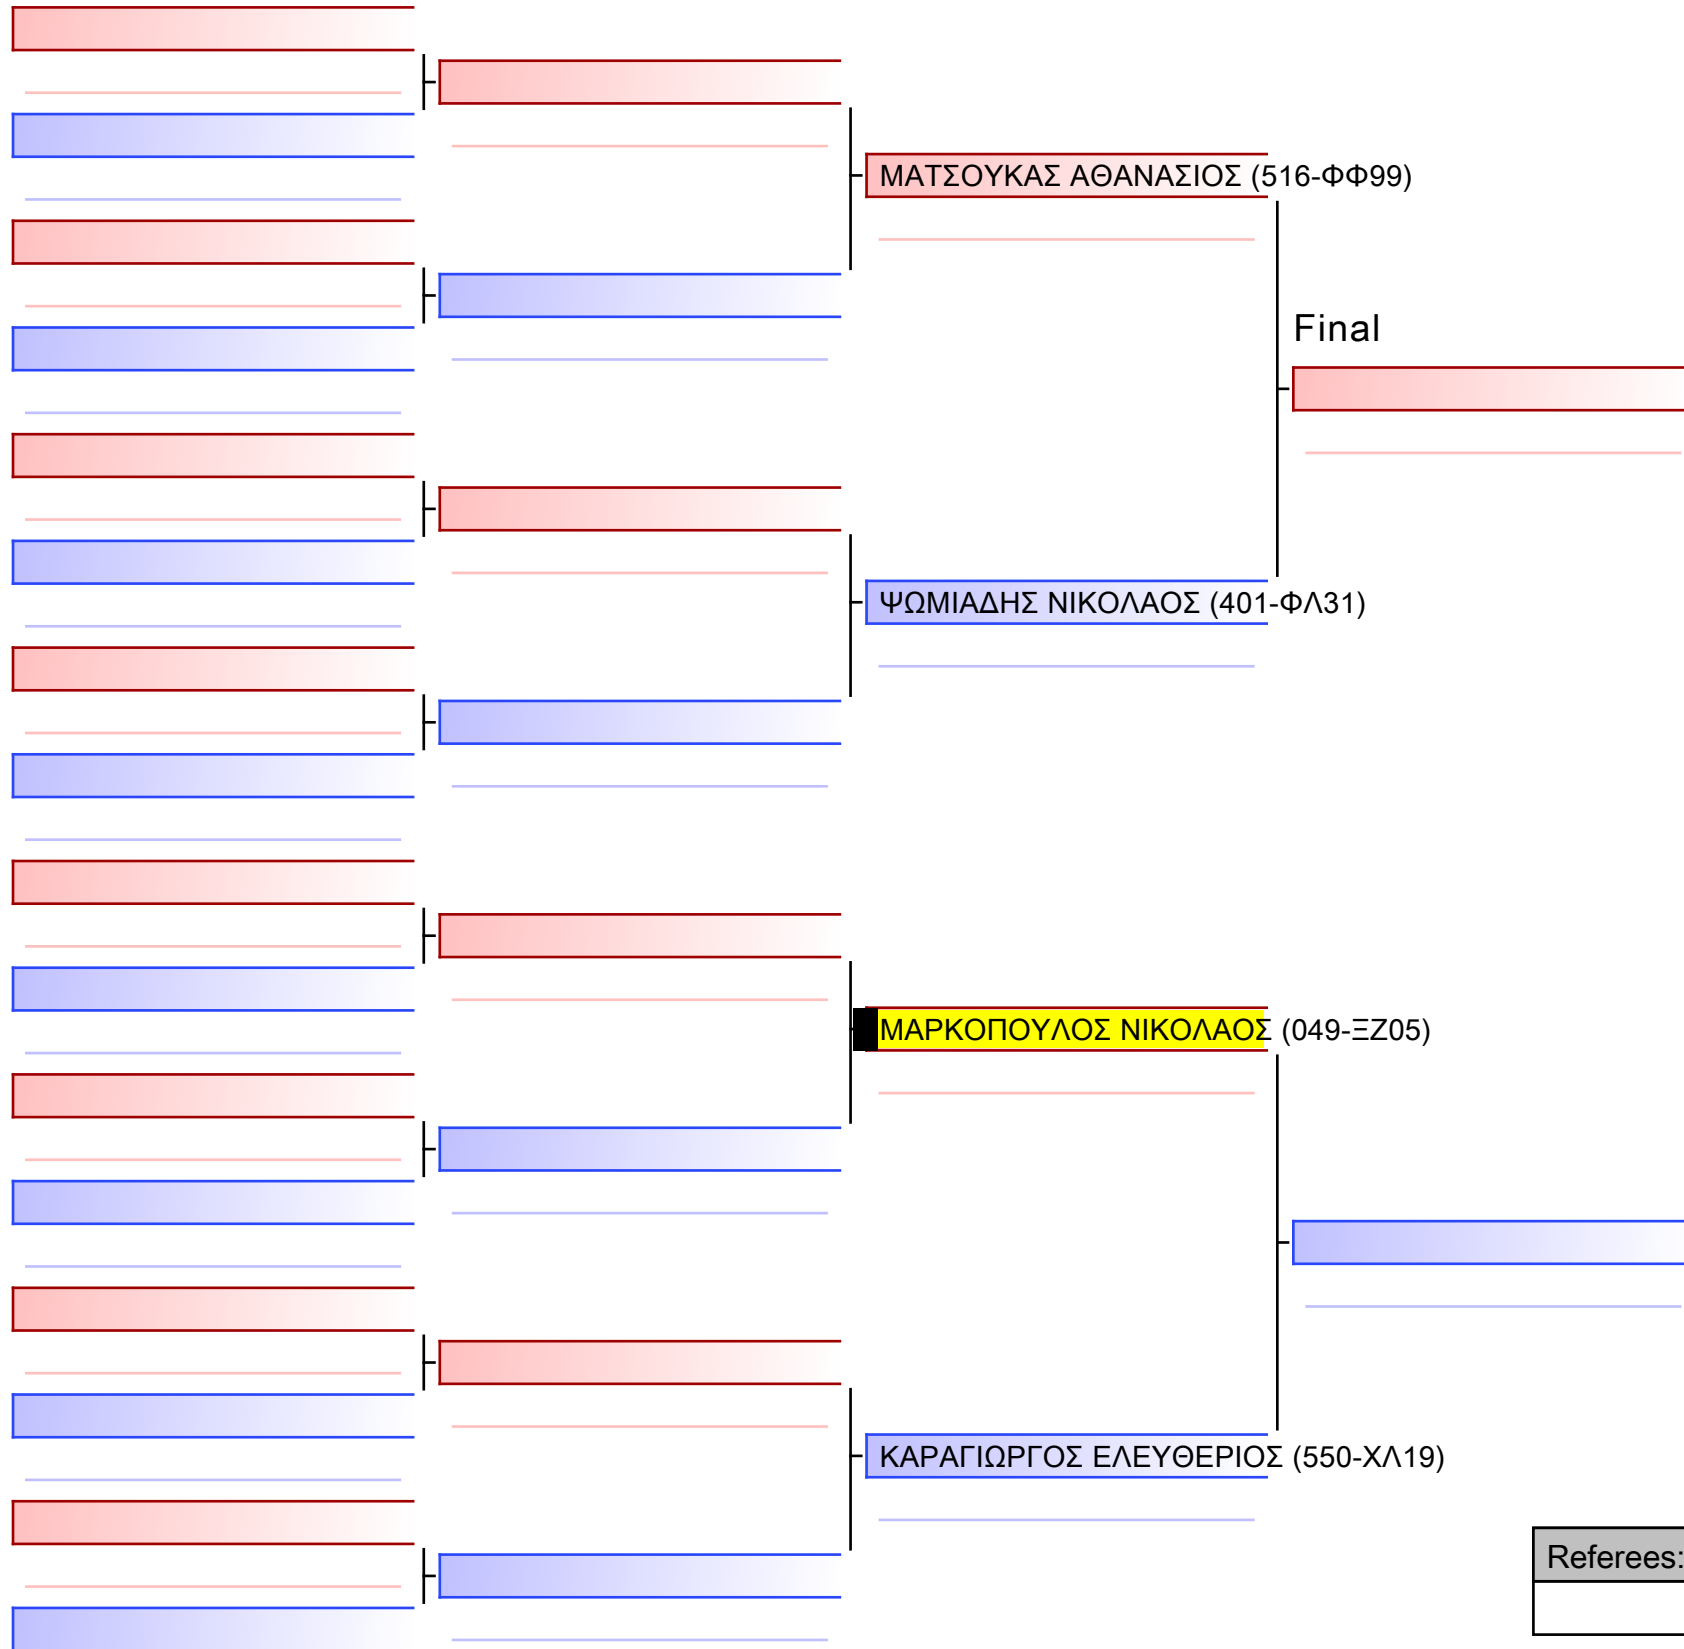 ΜΑΤΣΟΥΚΑΣ ΑΘΑΝΑΣΙΟΣ (516-ΦΦ99)
Final
ΨΩΜΙΑΔΗΣ ΝΙΚΟΛΑΟΣ (401-ΦΛ31)
ΜΑΡΚΟΠΟΥΛΟΣ ΝΙΚΟΛΑΟΣ (049-ΞΖ05)
ΚΑΡΑΓΙΩΡΓΟΣ ΕΛΕΥΘΕΡΙΟΣ (550-ΧΛ19)
Referees: